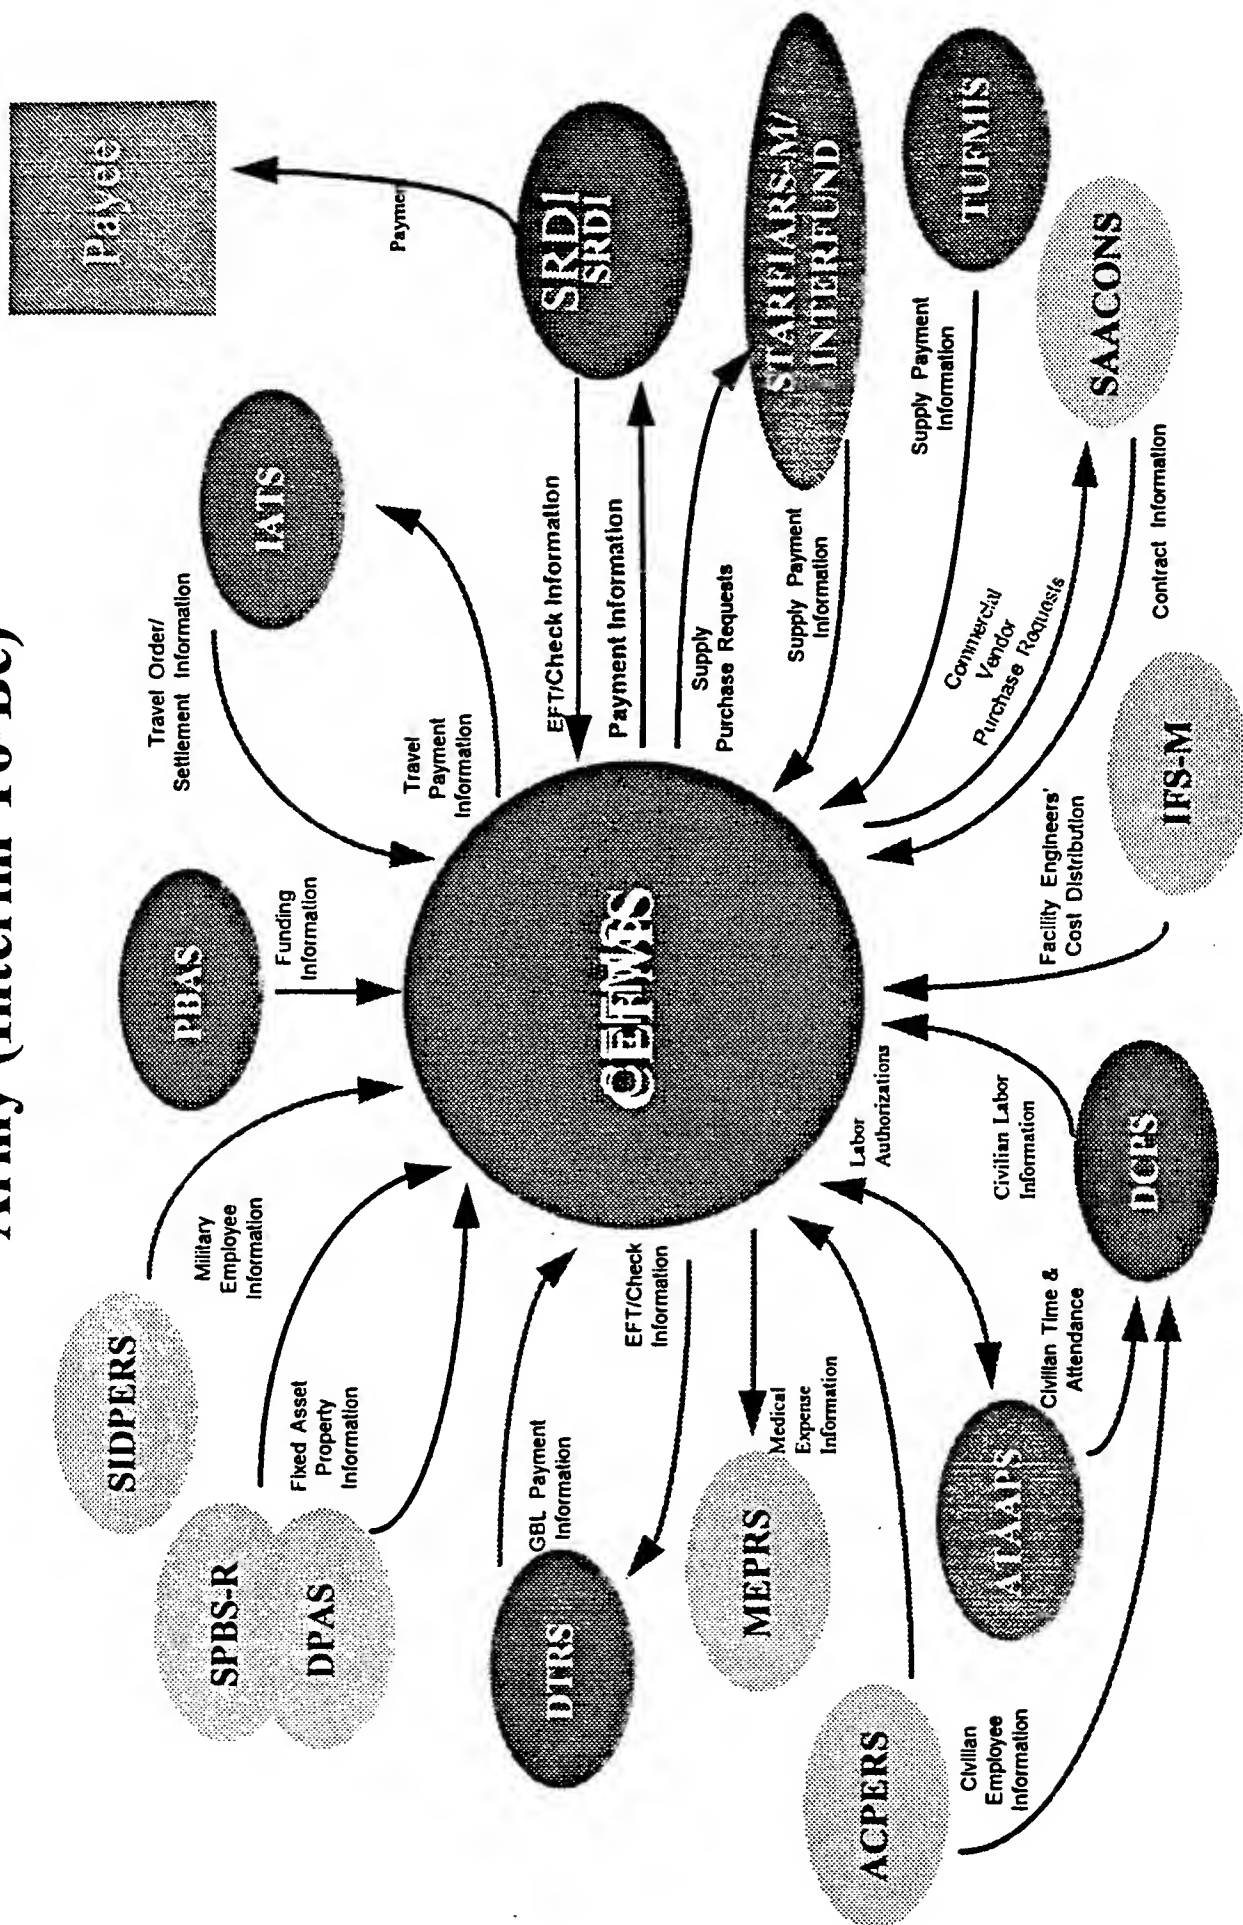 Army (Interim To Be)
SIDPERS
Military
Employee
Information
PBAS
Funding
Information
Travel Order/
Settlement Information
IATS
Travel
Payment
Information
Payee
Paymen
SPBS-R
DPAS
Fixed Asset
Property
Information
DTRS
GBL Payment
Information
EFT/Check
Information
EFT/Check Information
Payment Information
SRDI
SRDI
MEPRS
Medical
Expense
Information
CEFMS
Supply
Purchase Requests
STARFIARS-M/
INTERFUND
Supply Payment
Information
ACPERS
Civilian
Employee
Information
ATAAPS
Civilian Time &
Attendance
Labor
Authorizations
Civilian Labor
Information
DCPS
Facility Engineers'
Cost Distribution
IFS-M
Supply Payment
Information
TUFMIS
Commercial
Vendor
Purchase Requests
SAACONS
Contract Information